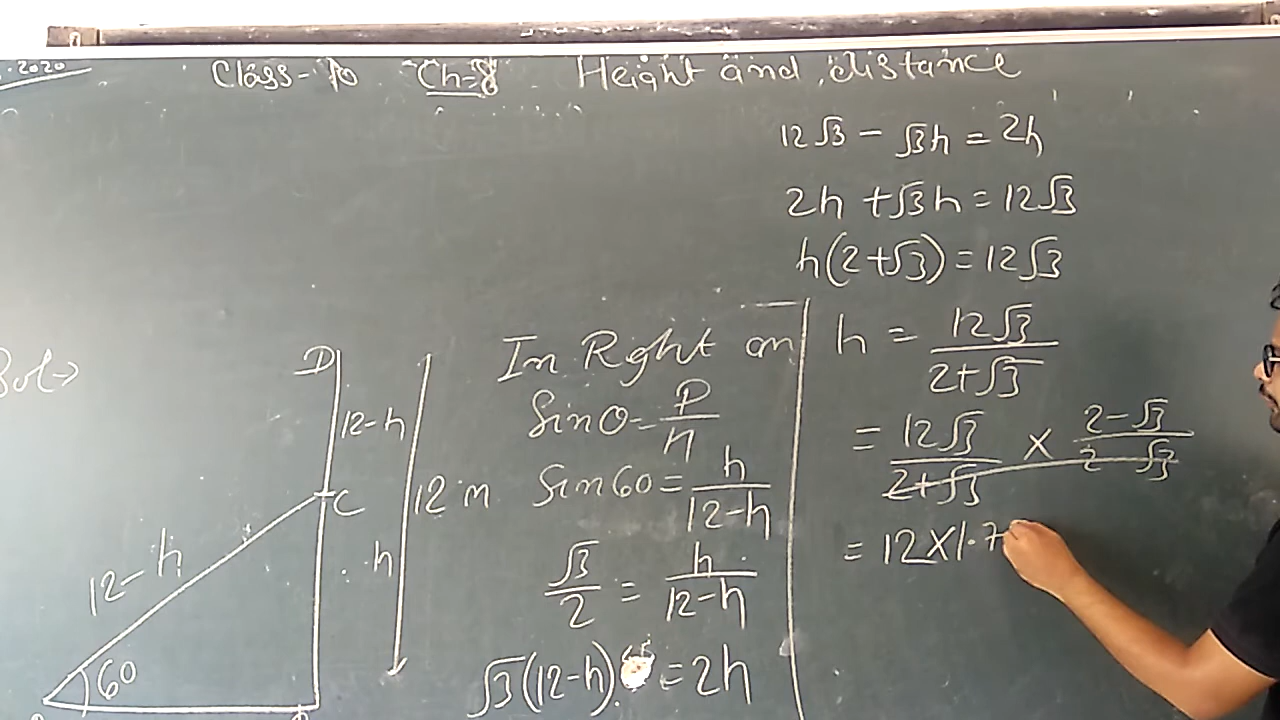 .2020
Class-10 Ch-8 Height and distance
Sol→
D
12-h
12 m
C
h
12-h
60
In Right
Sinθ=P/H
Sin60=h/12-h
√3/2=h/12-h
√3(12-h)=2h
12√3-√3h=2h
2h+√3h=12√3
h(2+√3)=12√3
h=12√3/2+√3
=12√3/2+√3×2-√3/2-√3
=12×1.7